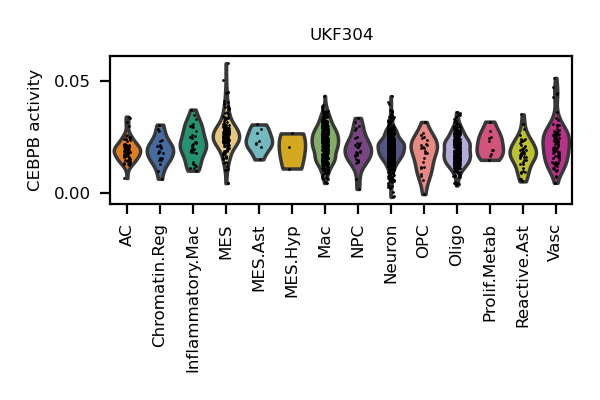 UKF304
CEBPB activity
0.05
0.00
AC
Chromatin.Reg
Inflammatory.Mac
MES
MES.Ast
MES.Hyp
Mac
NPC
Neuron
OPC
Oligo
Prolif.Metab
Reactive.Ast
Vasc